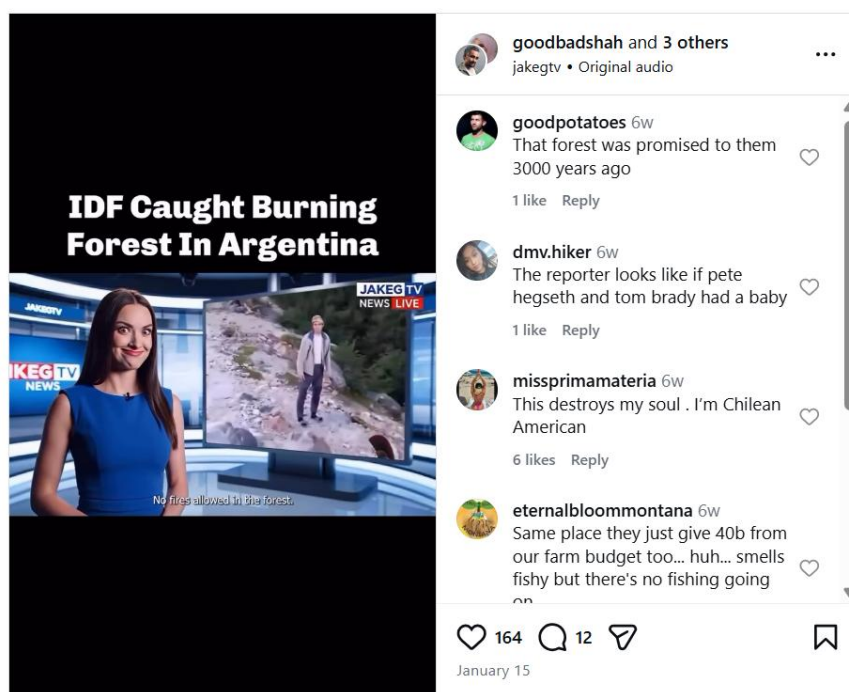 IDF Caught Burning
Forest In Argentina
JAKEGTV
JAKEG TV
NEWS LIVE
IKEG TV
NEWS
No fires allowed in the forest.
goodbadshah and 3 others
jakegtv • Original audio
goodpotatoes 6w
That forest was promised to them
3000 years ago
1 like Reply
dmv.hiker 6w
The reporter looks like if pete
hegseth and tom brady had a baby
1 like Reply
missprimamateria 6w
This destroys my soul . I'm Chilean
American
6 likes Reply
eternalbloommontana 6w
Same place they just give 40b from
our farm budget too... huh... smells
fishy but there's no fishing going
on
164 12
January 15